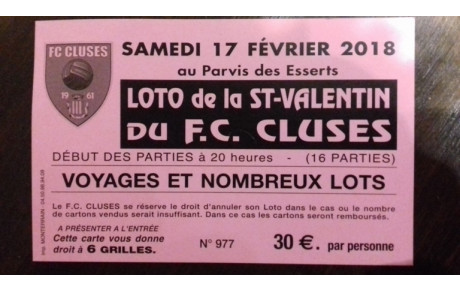 FC CLUSES
1961
SAMEDI 17 FÉVRIER 2018
au Parvis des Esserts
LOTO de la ST-VALENTIN
DU F.C. CLUSES
DÉBUT DES PARTIES à 20 heures - (16 PARTIES)
VOYAGES ET NOMBREUX LOTS
Le F.C. CLUSES se réserve le droit d'annuler son Loto dans le cas ou le nombre
de cartons vendus serait insuffisant. Dans ce cas les cartons seront remboursés.
A PRÉSENTER A L'ENTRÉE
Cette carte vous donne
droit à 6 GRILLES.
N° 977
30 €. par personne